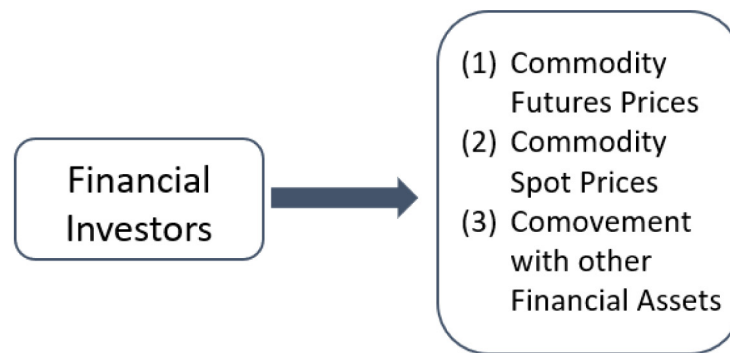 Financial
Investors
(1) Commodity
Futures Prices
(2) Commodity
Spot Prices
(3) Comovement
with other
Financial Assets